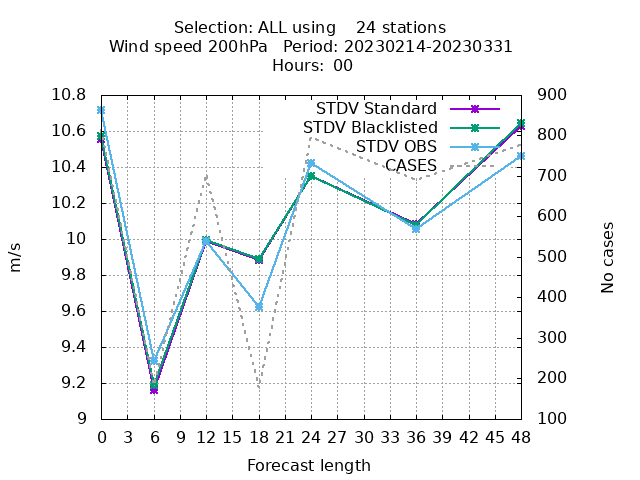 Selection: ALL using    24 stations
Wind speed 200hPa   Period: 20230214-20230331
Hours:  00
STDV Standard
STDV Blacklisted
STDV OBS
CASES
10.8
10.6
10.4
10.2
10
9.8
9.6
9.4
9.2
9
m/s
900
800
700
600
500
400
300
200
100
No cases
0 3 6 9 12 15 18 21 24 27 30 33 36 39 42 45 48
Forecast length